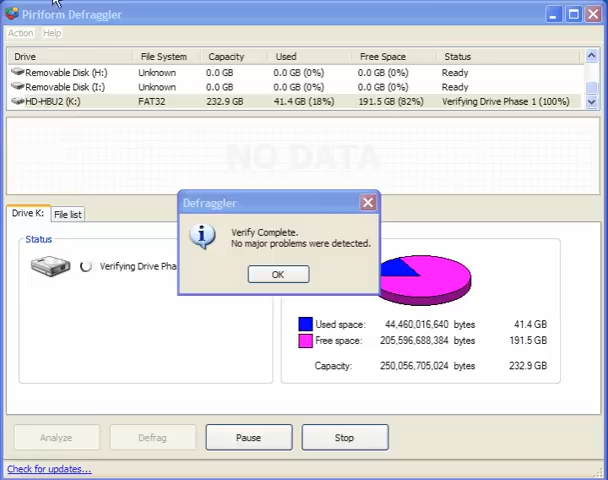 Piriform Defraggler
Action Help
Drive File System Capacity Used Free Space Status
Removable Disk (H:) Unknown 0.0 GB 0.0 GB (0%) 0.0 GB (0%) Ready
Removable Disk (I:) Unknown 0.0 GB 0.0 GB (0%) 0.0 GB (0%) Ready
HD-HBU2 (K:) FAT32 232.9 GB 41.4 GB (18%) 191.5 GB (82%) Verifying Drive Phase 1 (100%)
NO DATA
Defraggler
Verify Complete.
No major problems were detected.
OK
Drive K: File list
Status
Verifying Drive Pha
Used space: 44,460,016,640 bytes 41.4 GB
Free space: 205,596,688,384 bytes 191.5 GB
Capacity: 250,056,705,024 bytes 232.9 GB
Analyze Defrag Pause Stop
Check for updates...